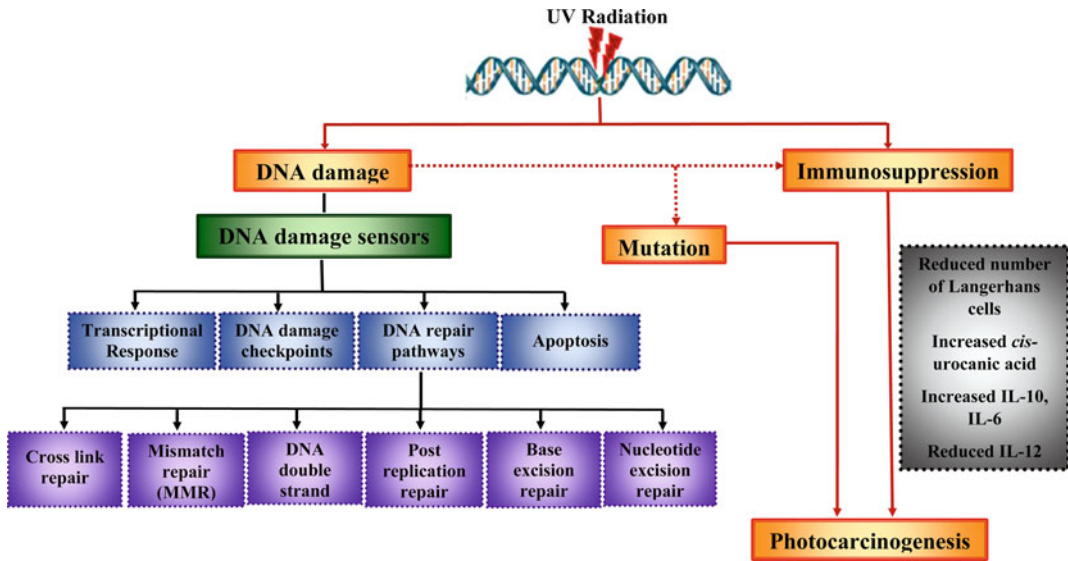 UV Radiation
DNA damage
Immunosuppression
DNA damage sensors
Mutation
Reduced number
of Langerhans
cells
Increased cis-
urocanic acid
Increased IL-10,
IL-6
Reduced IL-12
Transcriptional
Response
DNA damage
checkpoints
DNA repair
pathways
Apoptosis
Cross link
repair
Mismatch
repair
(MMR)
DNA
double
strand
Post
replication
repair
Base
excision
repair
Nucleotide
excision
repair
Photocarcinogenesis